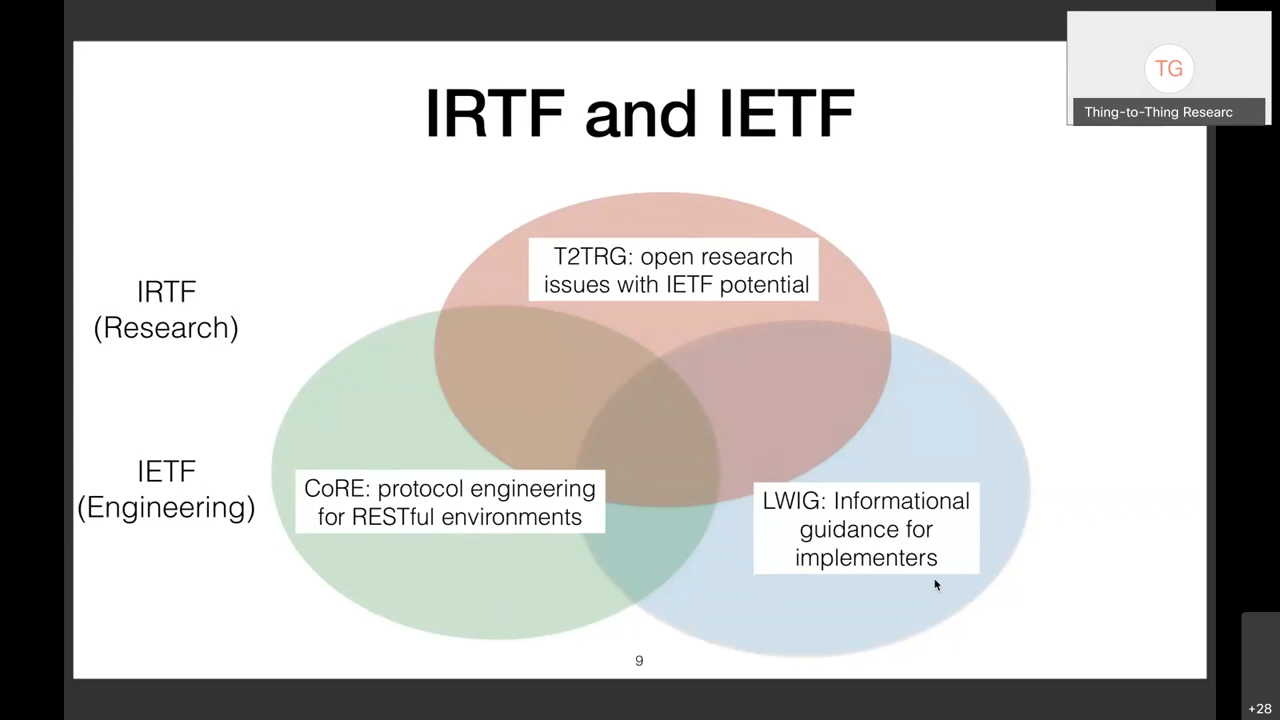 IRTF and IETF
TG
Thing-to-Thing Researc
T2TRG: open research
issues with IETF potential
IRTF
(Research)
IETF
(Engineering)
CoRE: protocol engineering
for RESTful environments
LWIG: Informational
guidance for
implementers
9
+28